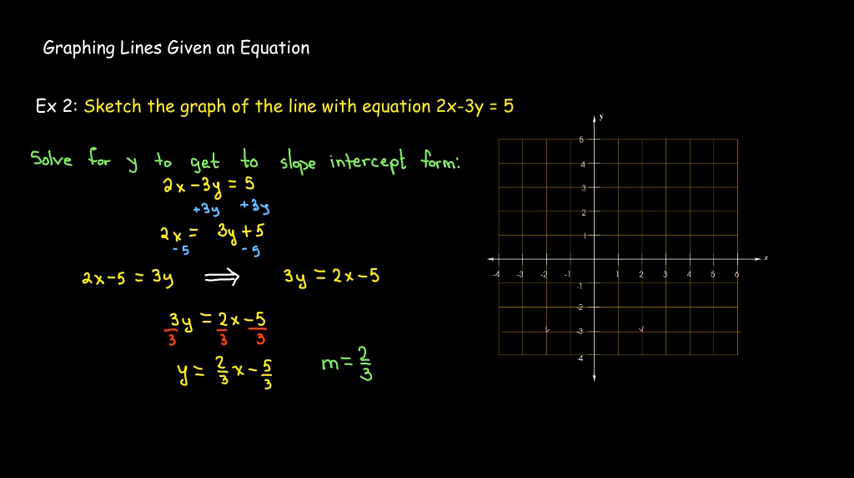 Graphing Lines Given an Equation
Ex 2: Sketch the graph of the line with equation 2x-3y = 5
Solve for y to get to slope intercept form:
2x - 3y = 5
+3y +3y
2x = 3y + 5
-5 -5
2x - 5 = 3y ⟹ 3y = 2x - 5
3y = 2x - 5
3 3 3
y = 2/3 x - 5/3
m = 2/3
y
5
4
3
2
1
x
-4 -3 -2 -1 1 2 3 4 5 6
-1
-2
-3
-4